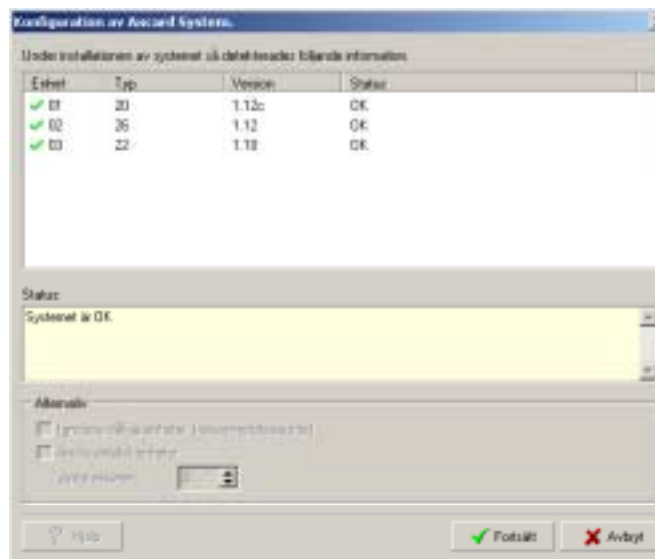 Konfiguration av Axcard System.
Under installationen av systemet så detekterades följande information.
Enhet Typ Version Status
01 20 1.12c OK
02 26 1.12 OK
03 22 1.10 OK
Status:
Systemet är OK.
Alternativ
Hjälp Fortsätt Avbryt